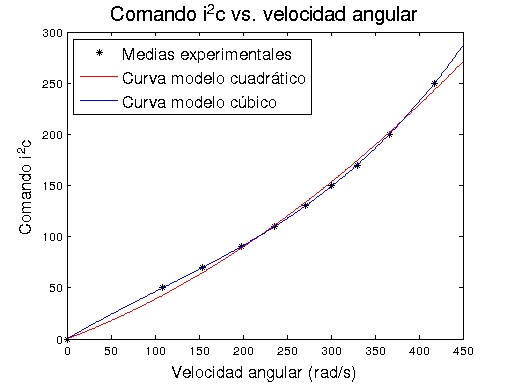 Comando i²c vs. velocidad angular
300
250
200
150
100
50
0
Comando i²c
Medias experimentales
Curva modelo cuadrático
Curva modelo cúbico
0 50 100 150 200 250 300 350 400 450
Velocidad angular (rad/s)